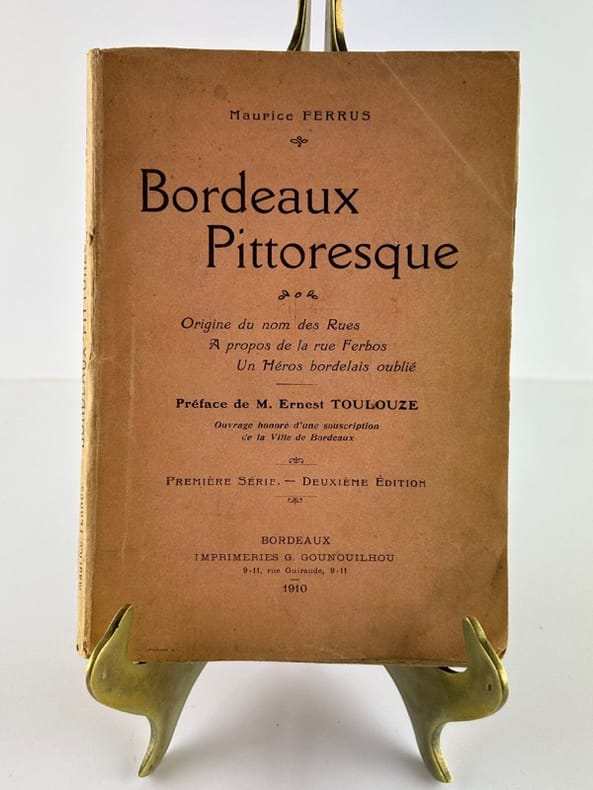 Maurice FERRUS
Bordeaux
Pittoresque
Origine du nom des Rues
A propos de la rue Ferbos
Un Héros bordelais oublié
Préface de M. Ernest TOULOUZE
Ouvrage honoré d'une souscription
de la Ville de Bordeaux
PREMIÈRE SÉRIE. — DEUXIÈME ÉDITION
BORDEAUX
IMPRIMERIES G. GOUNOUILHOU
9-11, rue Guiraude, 9-11
1910